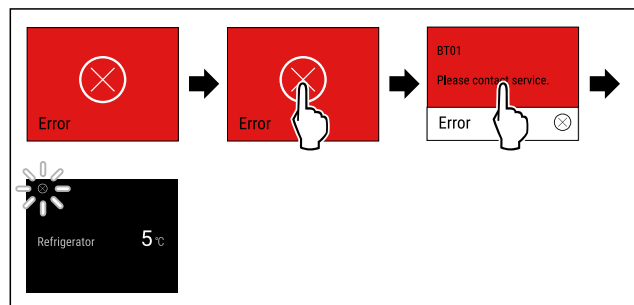 Error
Error
BT01
Please contact service.
Error
Refrigerator 5 °C